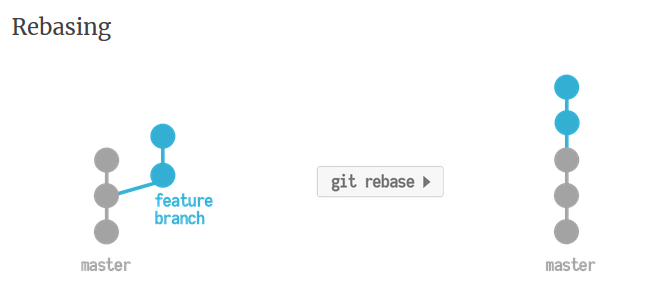 Rebasing
git rebase
feature
branch
master
master